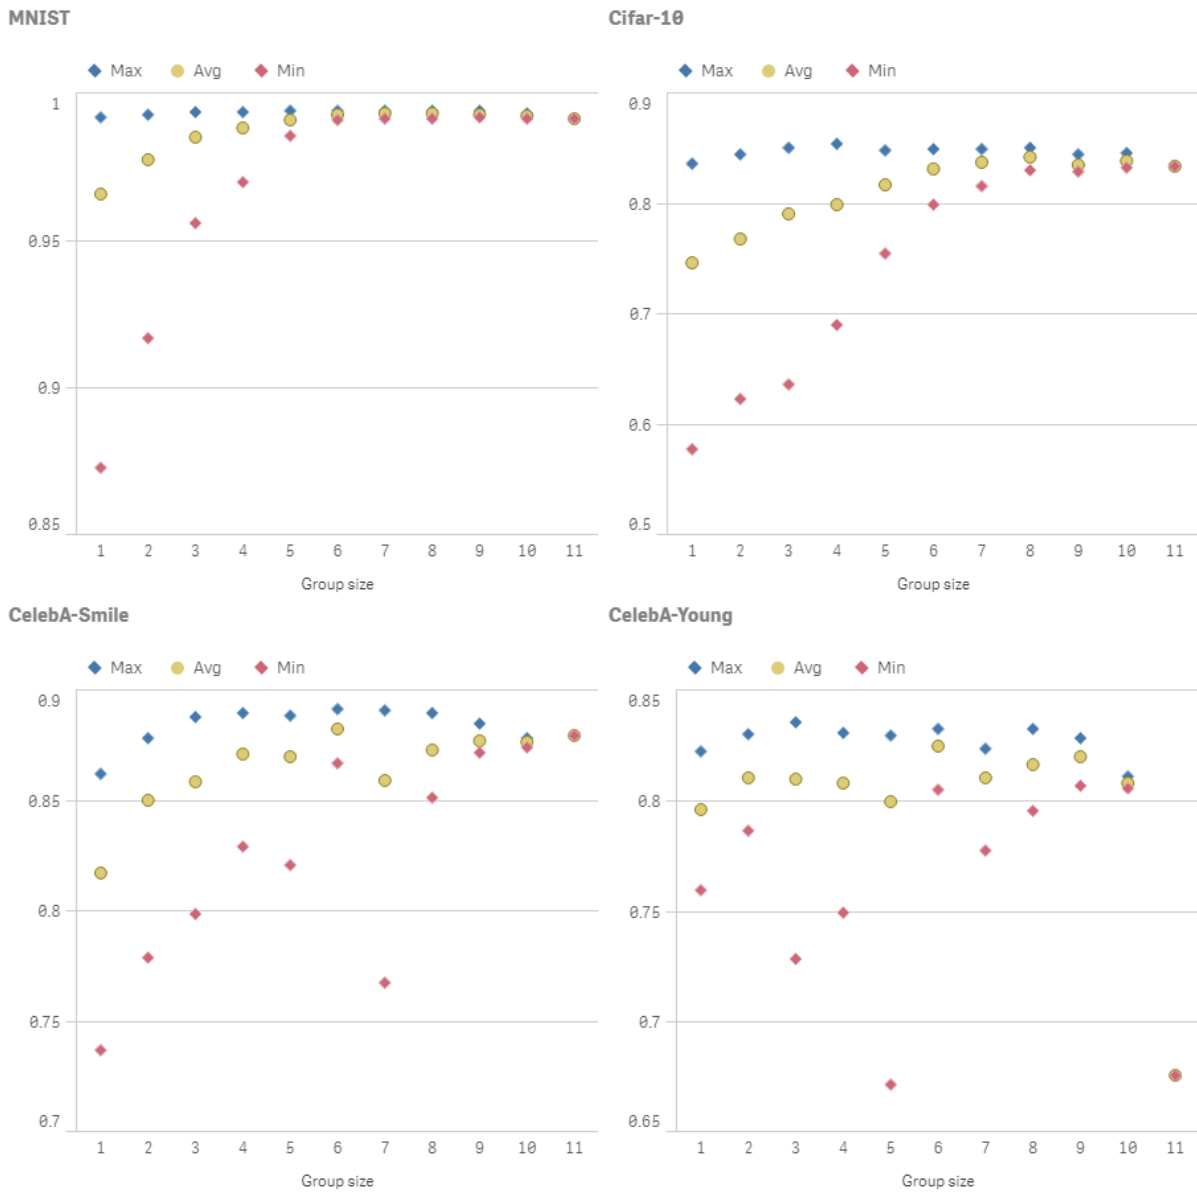 MNIST
Max Avg Min
1
0.95
0.9
0.85
1 2 3 4 5 6 7 8 9 10 11
Group size
Cifar-10
Max Avg Min
0.9
0.8
0.7
0.6
0.5
1 2 3 4 5 6 7 8 9 10 11
Group size
CelebA-Smile
Max Avg Min
0.9
0.85
0.8
0.75
0.7
1 2 3 4 5 6 7 8 9 10 11
Group size
CelebA-Young
Max Avg Min
0.85
0.8
0.75
0.7
0.65
1 2 3 4 5 6 7 8 9 10 11
Group size